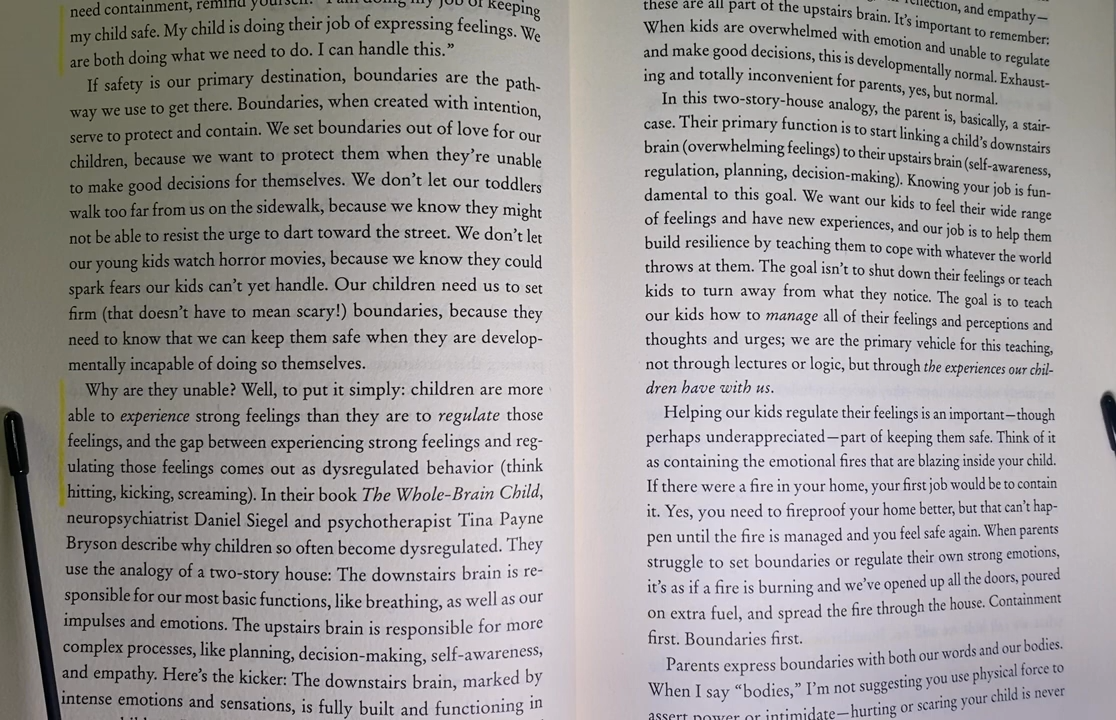 need containment, remind yourself: “I am doing my job of keeping
my child safe. My child is doing their job of expressing feelings. We
are both doing what we need to do. I can handle this.”
If safety is our primary destination, boundaries are the path-
way we use to get there. Boundaries, when created with intention,
serve to protect and contain. We set boundaries out of love for our
children, because we want to protect them when they’re unable
to make good decisions for themselves. We don’t let our toddlers
walk too far from us on the sidewalk, because we know they might
not be able to resist the urge to dart toward the street. We don’t let
our young kids watch horror movies, because we know they could
spark fears our kids can’t yet handle. Our children need us to set
firm (that doesn’t have to mean scary!) boundaries, because they
need to know that we can keep them safe when they are develop-
mentally incapable of doing so themselves.
Why are they unable? Well, to put it simply: children are more
able to experience strong feelings than they are to regulate those
feelings, and the gap between experiencing strong feelings and reg-
ulating those feelings comes out as dysregulated behavior (think
hitting, kicking, screaming). In their book The Whole-Brain Child,
neuropsychiatrist Daniel Siegel and psychotherapist Tina Payne
Bryson describe why children so often become dysregulated. They
use the analogy of a two-story house: The downstairs brain is re-
sponsible for our most basic functions, like breathing, as well as our
impulses and emotions. The upstairs brain is responsible for more
complex processes, like planning, decision-making, self-awareness,
and empathy. Here’s the kicker: The downstairs brain, marked by
intense emotions and sensations, is fully built and functioning in
and empathy—
these are all part of the upstairs brain. It’s important to remember:
When kids are overwhelmed with emotion and unable to regulate
and make good decisions, this is developmentally normal. Exhaust-
ing and totally inconvenient for parents, yes, but normal.
In this two-story-house analogy, the parent is, basically, a stair-
case. Their primary function is to start linking a child’s downstairs
brain (overwhelming feelings) to their upstairs brain (self-awareness,
regulation, planning, decision-making). Knowing your job is fun-
damental to this goal. We want our kids to feel their wide range
of feelings and have new experiences, and our job is to help them
build resilience by teaching them to cope with whatever the world
throws at them. The goal isn’t to shut down their feelings or teach
kids to turn away from what they notice. The goal is to teach
our kids how to manage all of their feelings and perceptions and
thoughts and urges; we are the primary vehicle for this teaching,
not through lectures or logic, but through the experiences our chil-
dren have with us.
Helping our kids regulate their feelings is an important—though
perhaps underappreciated—part of keeping them safe. Think of it
as containing the emotional fires that are blazing inside your child.
If there were a fire in your home, your first job would be to contain
it. Yes, you need to fireproof your home better, but that can’t hap-
pen until the fire is managed and you feel safe again. When parents
struggle to set boundaries or regulate their own strong emotions,
it’s as if a fire is burning and we’ve opened up all the doors, poured
on extra fuel, and spread the fire through the house. Containment
first. Boundaries first.
Parents express boundaries with both our words and our bodies.
When I say “bodies,” I’m not suggesting you use physical force to
assert power or intimidate—hurting or scaring your child is never